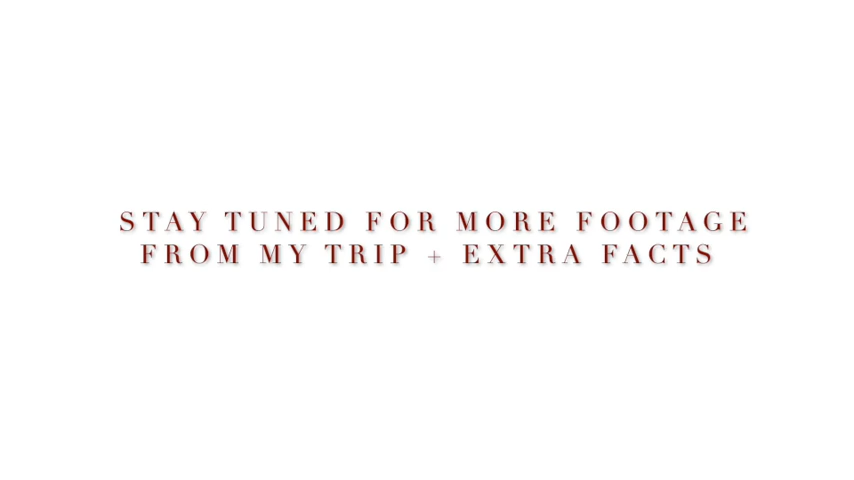 STAY TUNED FOR MORE FOOTAGE
FROM MY TRIP + EXTRA FACTS